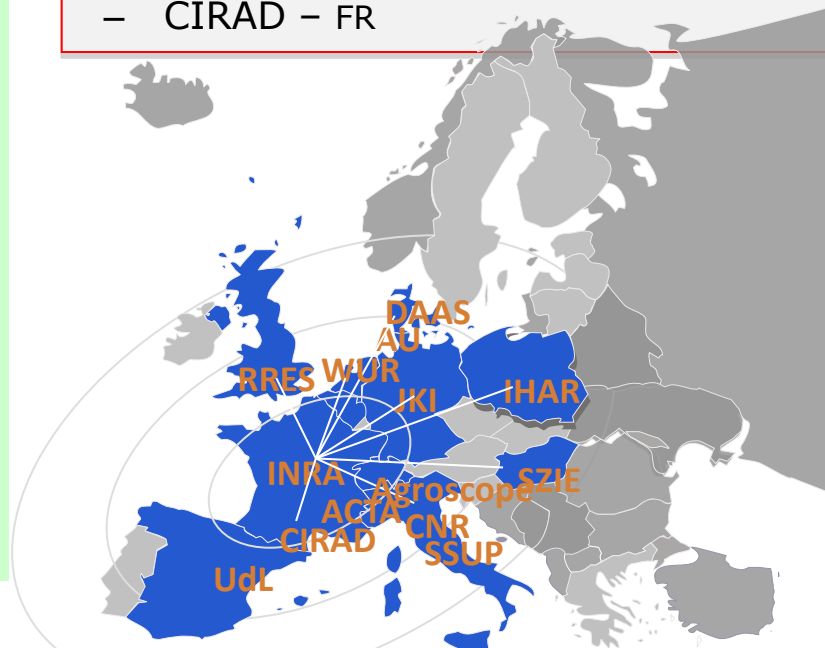 – CIRAD – FR
DAAS
AU
WUR
RRES
JKI
IHAR
INRA
SZIE
Agroscope
ACTA
CNR
CIRAD
SSUP
UdL